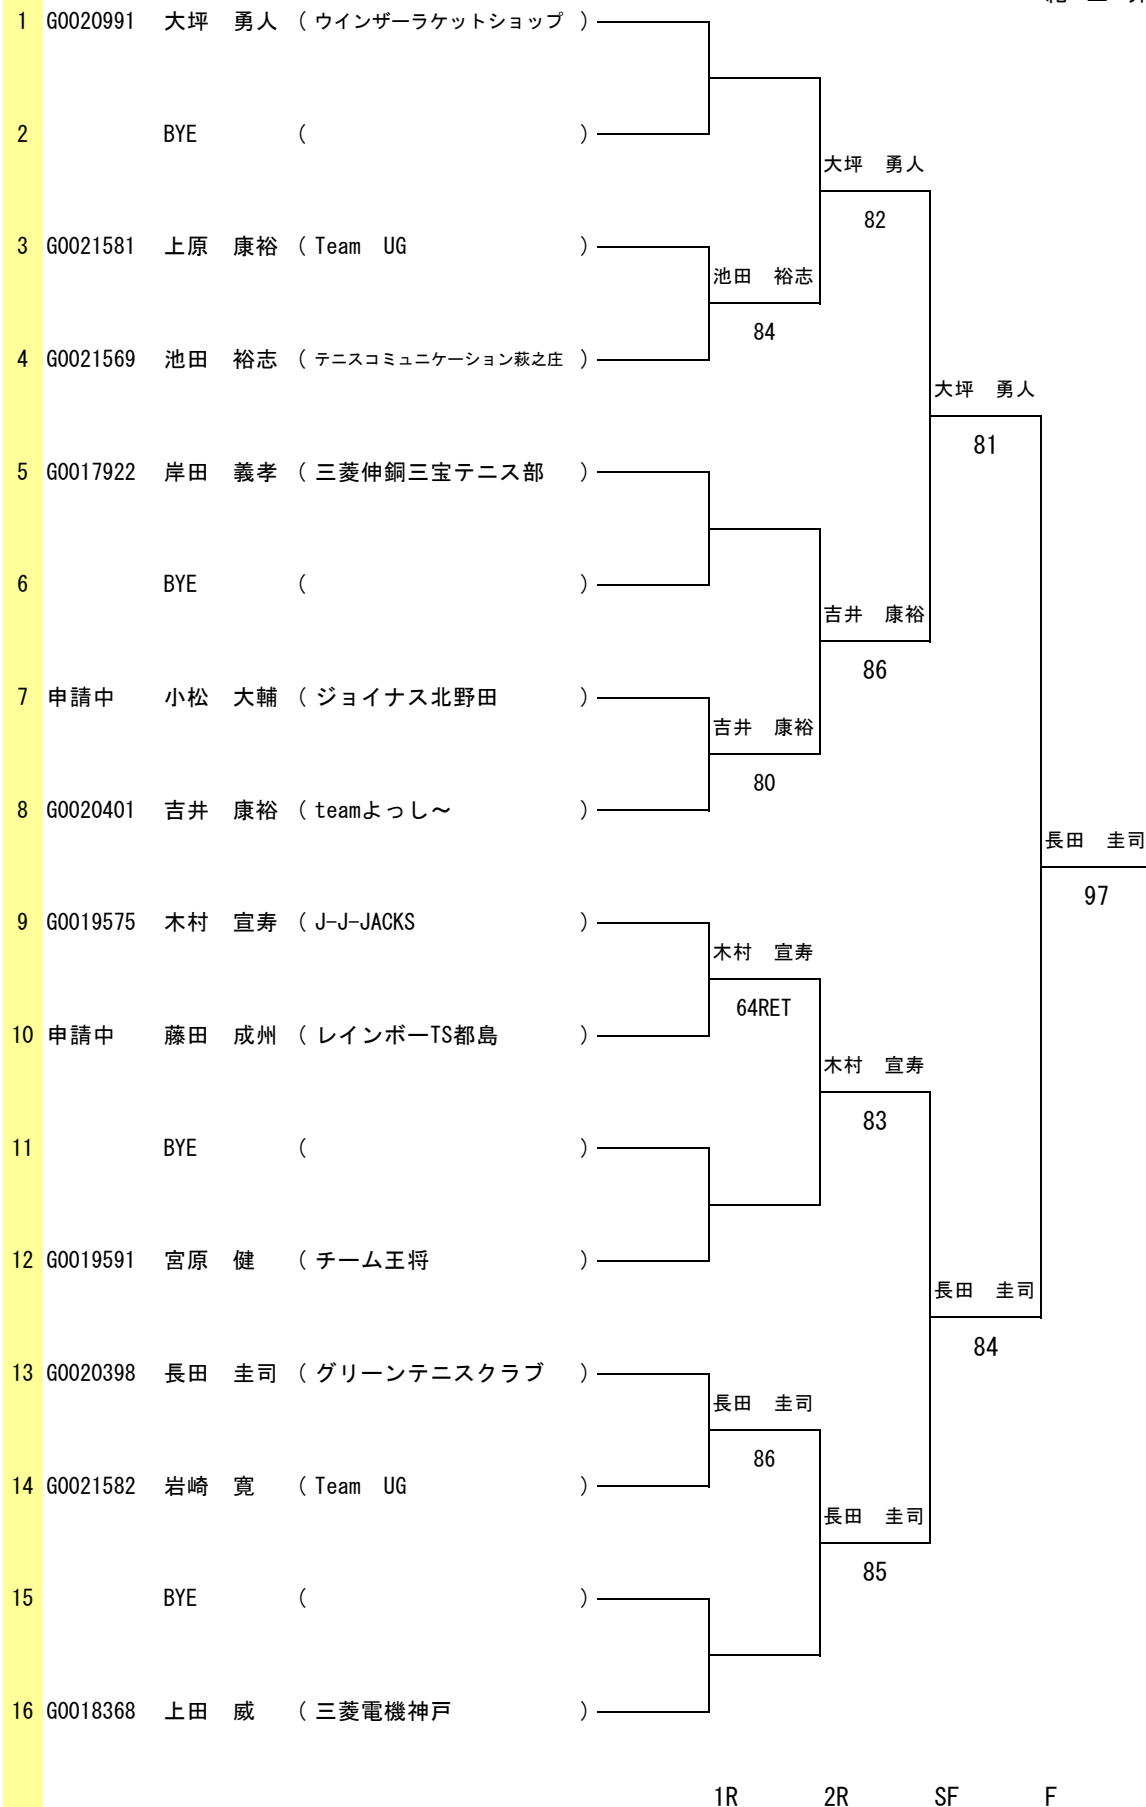 1 G0020991 大坪 勇人 ( ウインザーラケットショップ )
2 BYE ( )
大坪 勇人
82
3 G0021581 上原 康裕 ( Team UG )
池田 裕志
84
4 G0021569 池田 裕志 ( テニスコミュニケーション萩之庄 )
大坪 勇人
81
5 G0017922 岸田 義孝 ( 三菱伸銅三宝テニス部 )
6 BYE ( )
吉井 康裕
86
7 申請中 小松 大輔 ( ジョイナス北野田 )
吉井 康裕
80
8 G0020401 吉井 康裕 ( teamよっし~ )
長田 圭司
97
9 G0019575 木村 宣寿 ( J-J-JACKS )
木村 宣寿
64RET
10 申請中 藤田 成州 ( レインボーTS都島 )
木村 宣寿
83
11 BYE ( )
12 G0019591 宮原 健 ( チーム王将 )
長田 圭司
84
13 G0020398 長田 圭司 ( グリーンテニスクラブ )
長田 圭司
86
14 G0021582 岩崎 寛 ( Team UG )
長田 圭司
85
15 BYE ( )
16 G0018368 上田 威 ( 三菱電機神戸 )
1R 2R SF F